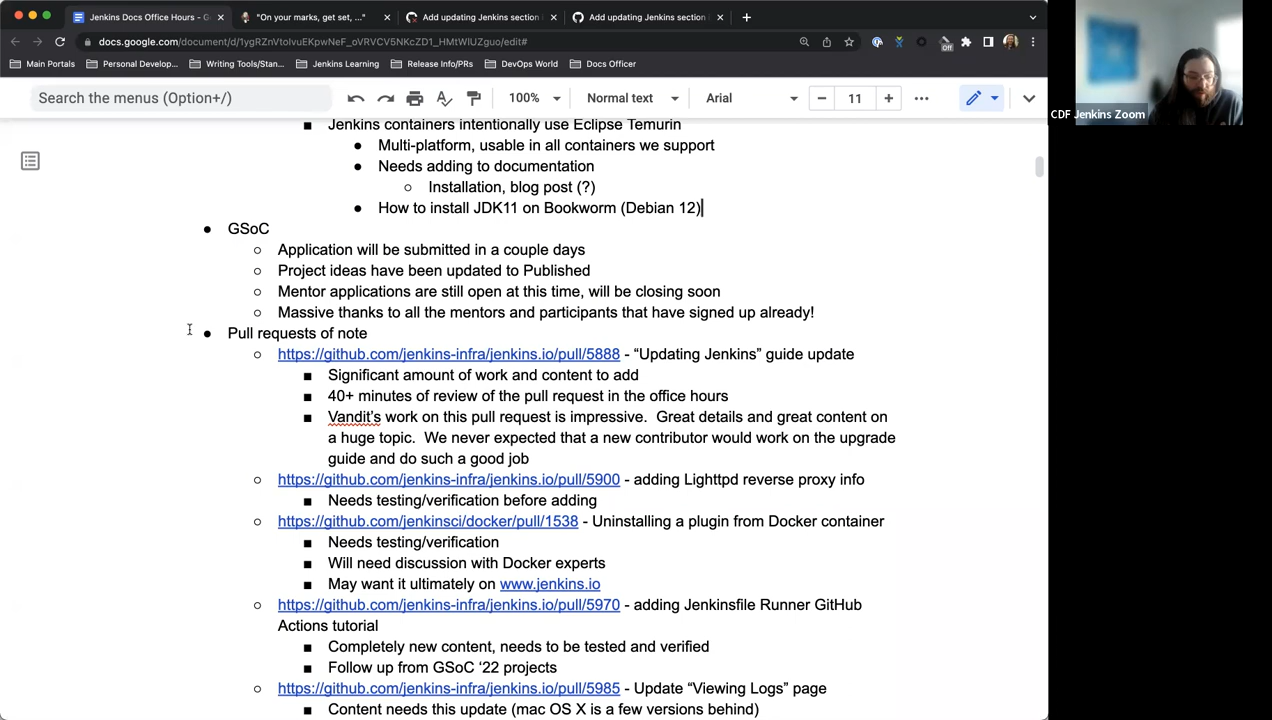 Jenkins Docs Office Hours - G
"On your marks, get set, ..."
Add updating Jenkins section
Add updating Jenkins section
docs.google.com/document/d/1ygRZnVtoIvuEKpwNeF_oVRVCV5NKcZD1_HMtWlUZguo/edit#
Off
Main Portals
Personal Develop...
Writing Tools/Stan...
Jenkins Learning
Release Info/PRs
DevOps World
Docs Officer
Search the menus (Option+/)
100%
Normal text
Arial
11
CDF Jenkins Zoom
Jenkins containers intentionally use Eclipse Temurin
Multi-platform, usable in all containers we support
Needs adding to documentation
Installation, blog post (?)
How to install JDK11 on Bookworm (Debian 12)
GSoC
Application will be submitted in a couple days
Project ideas have been updated to Published
Mentor applications are still open at this time, will be closing soon
Massive thanks to all the mentors and participants that have signed up already!
Pull requests of note
https://github.com/jenkins-infra/jenkins.io/pull/5888 - “Updating Jenkins” guide update
Significant amount of work and content to add
40+ minutes of review of the pull request in the office hours
Vandit’s work on this pull request is impressive. Great details and great content on
a huge topic. We never expected that a new contributor would work on the upgrade
guide and do such a good job
https://github.com/jenkins-infra/jenkins.io/pull/5900 - adding Lighttpd reverse proxy info
Needs testing/verification before adding
https://github.com/jenkinsci/docker/pull/1538 - Uninstalling a plugin from Docker container
Needs testing/verification
Will need discussion with Docker experts
May want it ultimately on www.jenkins.io
https://github.com/jenkins-infra/jenkins.io/pull/5970 - adding Jenkinsfile Runner GitHub
Actions tutorial
Completely new content, needs to be tested and verified
Follow up from GSoC ‘22 projects
https://github.com/jenkins-infra/jenkins.io/pull/5985 - Update “Viewing Logs” page
Content needs this update (mac OS X is a few versions behind)